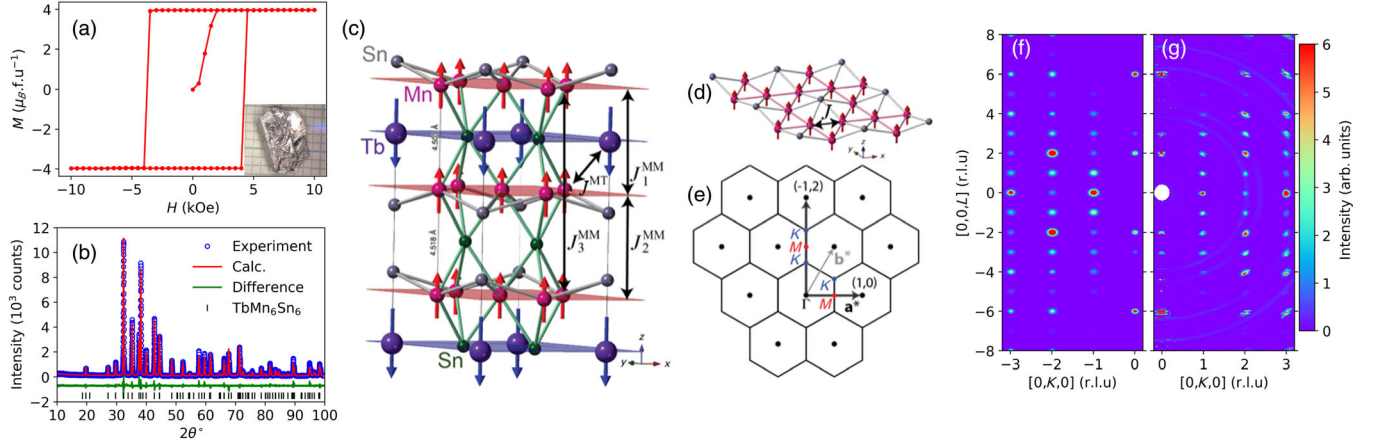 (a)
4
2
0
−2
−4
M (μB.f.u⁻¹)
−10 −5 0 5 10
H (kOe)
(b)
12
10
8
6
4
2
0
−2
Intensity (10³ counts)
Experiment
Calc.
Difference
TbMn₆Sn₆
10 20 30 40 50 60 70 80 90 100
2θ°
(c)
Sn
Mn
Tb
4.500 Å
4.518 Å
J^MT
J₁^MM
J₃^MM
J₂^MM
Sn
z
y x
(d)
J
z
y x
(e)
(-1,2)
K
M
K
b*
K
(1,0)
Γ
M
a*
(f)
8
6
4
2
0
−2
−4
−6
−8
[0,0,L] (r.l.u)
−3 −2 −1 0
[0,K,0] (r.l.u)
(g)
0 1 2 3
[0,K,0] (r.l.u)
6
5
4
3
2
1
0
Intensity (arb. units)